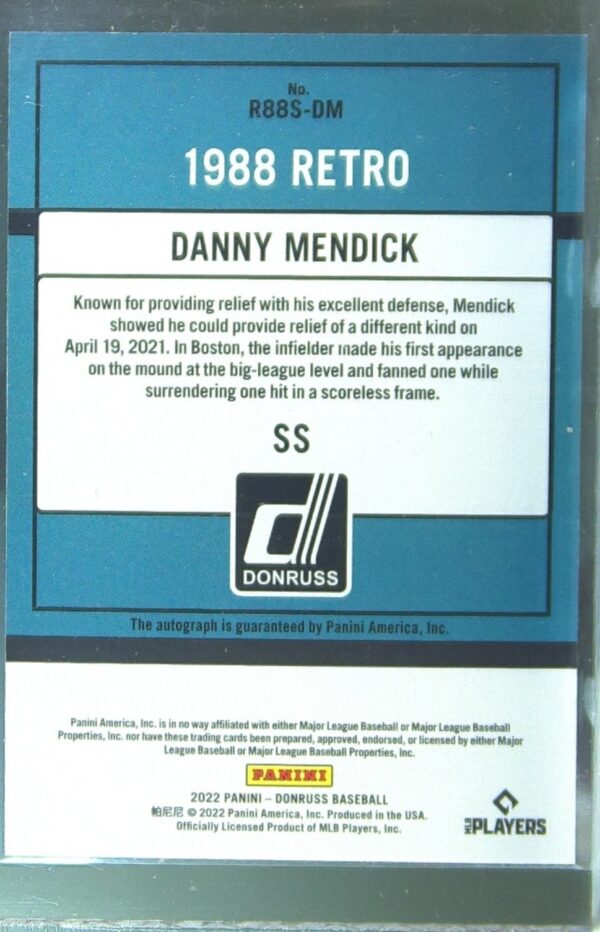 No.
R88S-DM
1988 RETRO
DANNY MENDICK
Known for providing relief with his excellent defense, Mendick
showed he could provide relief of a different kind on
April 19, 2021. In Boston, the infielder made his first appearance
on the mound at the big-league level and fanned one while
surrendering one hit in a scoreless frame.
SS
d
DONRUSS
The autograph is guaranteed by Panini America, Inc.
Panini America, Inc. is in no way affiliated with either Major League Baseball or Major League Baseball
Properties, Inc. nor have these trading cards been prepared, approved, endorsed, or licensed by either Major
League Baseball or Major League Baseball Properties, Inc.
PANINI
2022 PANINI – DONRUSS BASEBALL
帕尼尼 © 2022 Panini America, Inc. Produced in the USA.
Officially Licensed Product of MLB Players, Inc.
MLB PLAYERS